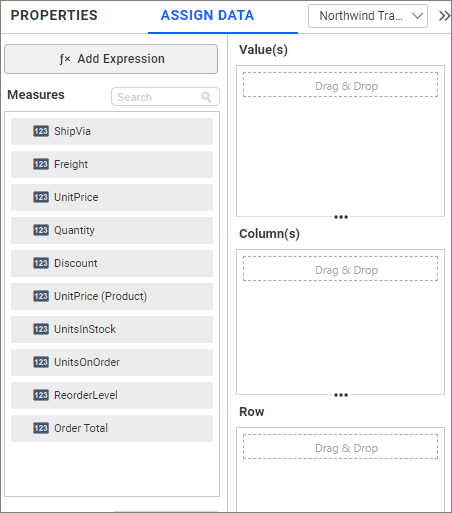 PROPERTIES
ASSIGN DATA
Northwind Tra...
ƒx Add Expression
Measures
Search
123 ShipVia
123 Freight
123 UnitPrice
123 Quantity
123 Discount
123 UnitPrice (Product)
123 UnitsInStock
123 UnitsOnOrder
123 ReorderLevel
123 Order Total
Value(s)
Drag & Drop
Column(s)
Drag & Drop
Row
Drag & Drop